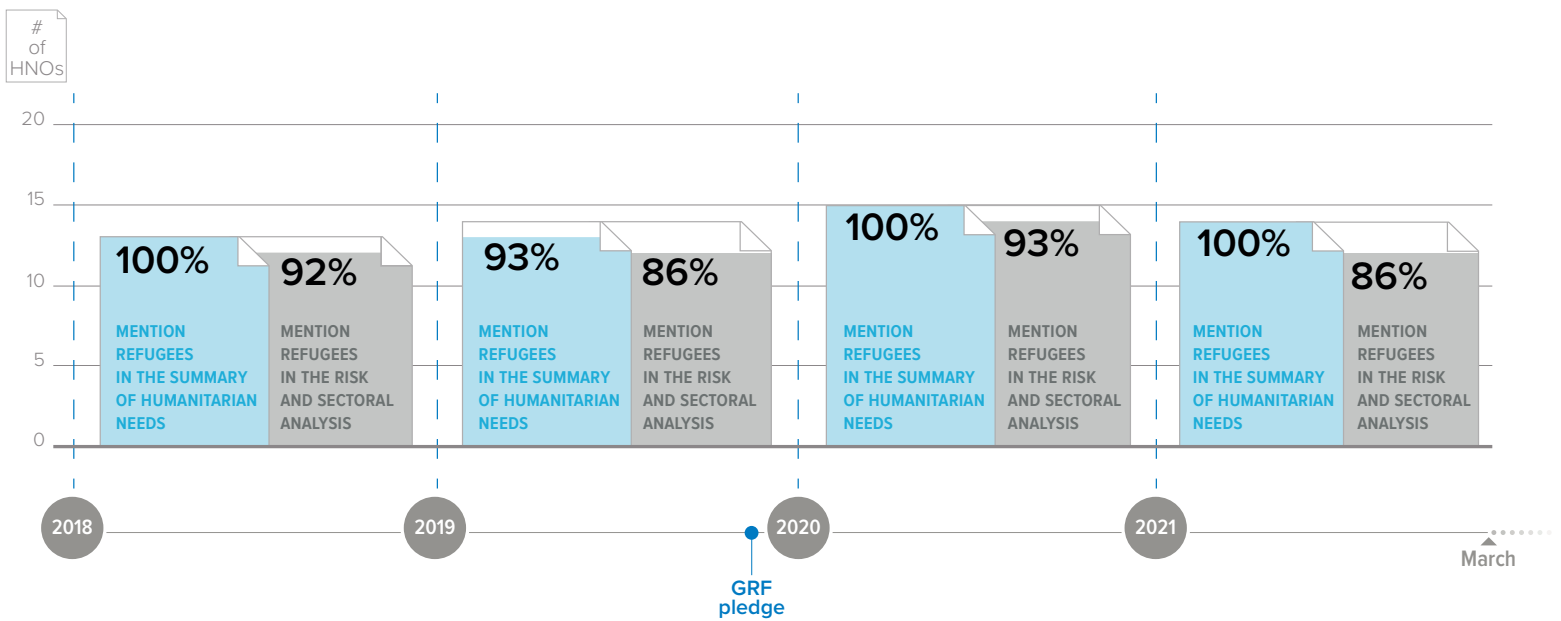 #
of
HNOs
20
15
10
5
0
100%
MENTION
REFUGEES
IN THE SUMMARY
OF HUMANITARIAN
NEEDS
92%
MENTION
REFUGEES
IN THE RISK
AND SECTORAL
ANALYSIS
93%
MENTION
REFUGEES
IN THE SUMMARY
OF HUMANITARIAN
NEEDS
86%
MENTION
REFUGEES
IN THE RISK
AND SECTORAL
ANALYSIS
100%
MENTION
REFUGEES
IN THE SUMMARY
OF HUMANITARIAN
NEEDS
93%
MENTION
REFUGEES
IN THE RISK
AND SECTORAL
ANALYSIS
100%
MENTION
REFUGEES
IN THE SUMMARY
OF HUMANITARIAN
NEEDS
86%
MENTION
REFUGEES
IN THE RISK
AND SECTORAL
ANALYSIS
2018
2019
2020
2021
March
GRF
pledge